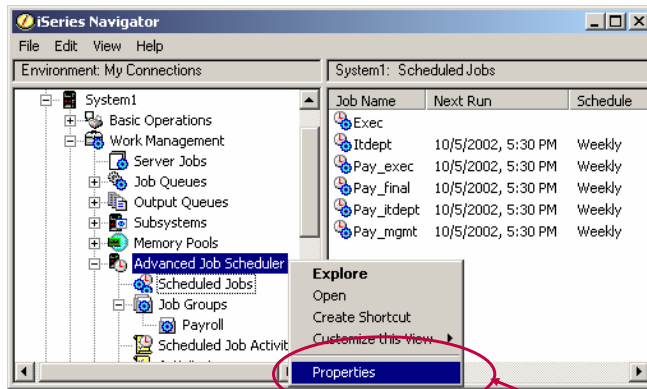 iSeries Navigator
File Edit View Help
Environment: My Connections
System1: Scheduled Jobs
System1
Basic Operations
Work Management
Server Jobs
Job Queues
Output Queues
Subsystems
Memory Pools
Advanced Job Scheduler
Scheduled Jobs
Job Groups
Payroll
Scheduled Job Activit
Job Name Next Run Schedule
Exec
Itdept 10/5/2002, 5:30 PM Weekly
Pay_exec 10/5/2002, 5:30 PM Weekly
Pay_final 10/5/2002, 5:30 PM Weekly
Pay_itdept 10/5/2002, 5:30 PM Weekly
Pay_mgmt 10/5/2002, 5:30 PM Weekly
Explore
Open
Create Shortcut
Customize this View
Properties